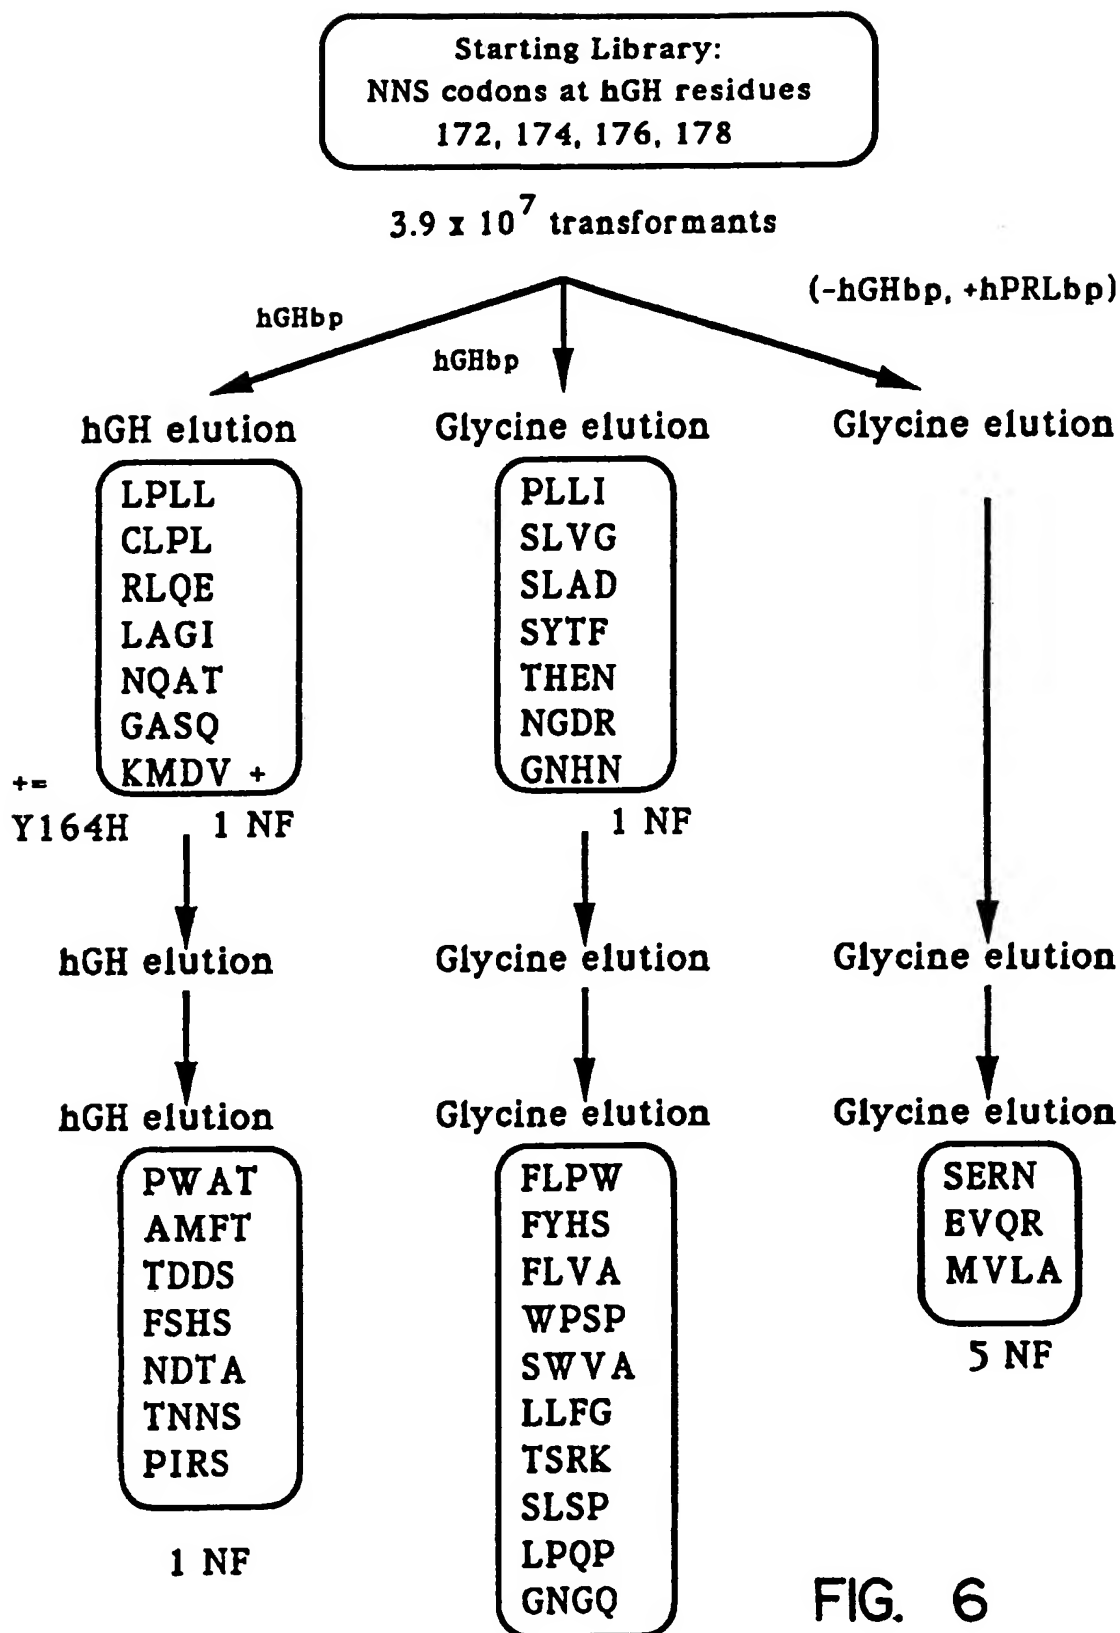 Starting Library:
NNS codons at hGH residues
172, 174, 176, 178
3.9 x 10^7 transformants
(-hGHbp, +hPRLbp)
hGHbp
hGHbp
hGH elution
Glycine elution
Glycine elution
LPLL
CLPL
RLQE
LAGI
NQAT
GASQ
KMDV +
+=
Y164H
1 NF
PLLI
SLVG
SLAD
SYTF
THEN
NGDR
GNHN
1 NF
hGH elution
Glycine elution
Glycine elution
hGH elution
Glycine elution
Glycine elution
PWAT
AMFT
TDDS
FSHS
NDTA
TNNS
PIRS
1 NF
FLPW
FYHS
FLVA
WPSP
SWVA
LLFG
TSRK
SLSP
LPQP
GNGQ
SERN
EVQR
MVLA
5 NF
FIG. 6